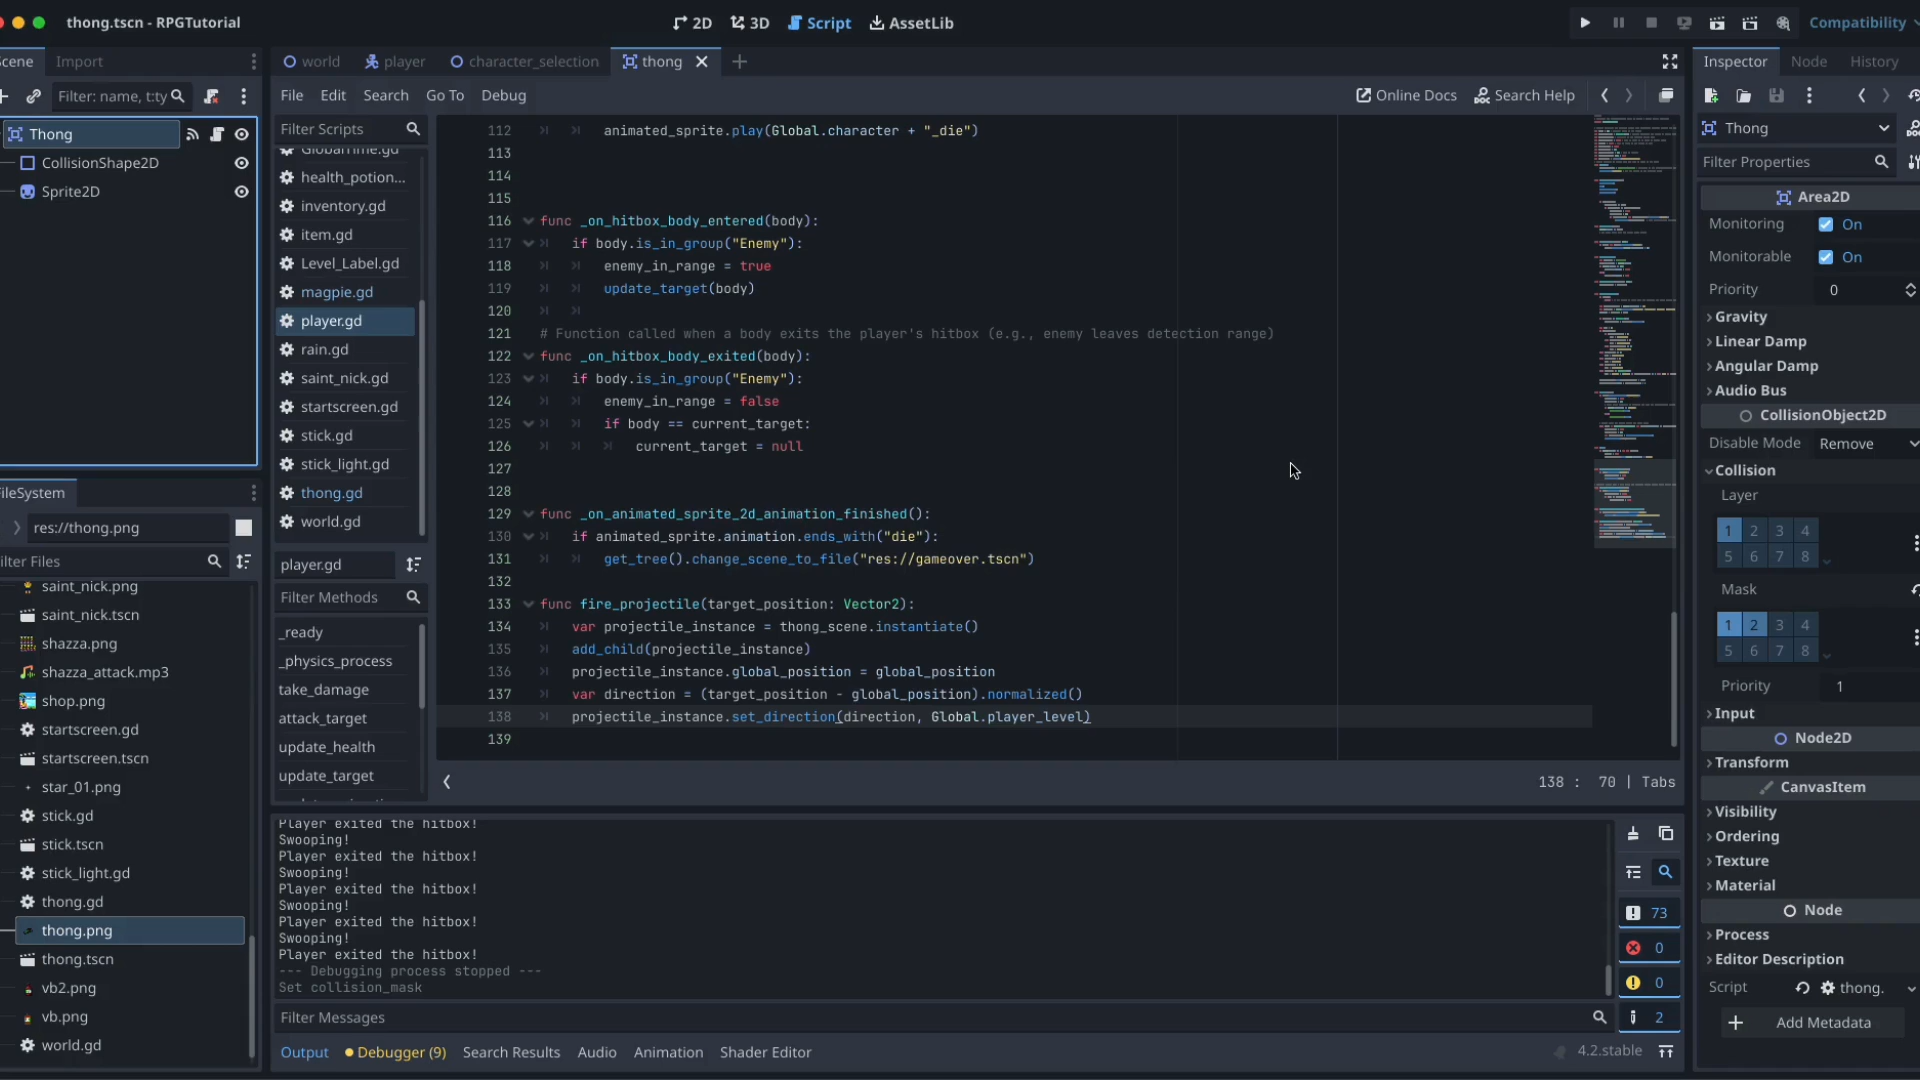 thong.tscn - RPGTutorial
2D
3D
Script
AssetLib
Compatibility
Scene
Import
Filter: name, t:ty
Thong
CollisionShape2D
Sprite2D
FileSystem
res://thong.png
Filter Files
saint_nick.png
saint_nick.tscn
shazza.png
shazza_attack.mp3
shop.png
startscreen.gd
startscreen.tscn
star_01.png
stick.gd
stick.tscn
stick_light.gd
thong.gd
thong.png
thong.tscn
vb2.png
vb.png
world.gd
world
player
character_selection
thong
File
Edit
Search
Go To
Debug
Online Docs
Search Help
Filter Scripts
health_potion...
inventory.gd
item.gd
Level_Label.gd
magpie.gd
player.gd
rain.gd
saint_nick.gd
startscreen.gd
stick.gd
stick_light.gd
thong.gd
world.gd
player.gd
Filter Methods
_ready
_physics_process
take_damage
attack_target
update_health
update_target
112 animated_sprite.play(Global.character + "_die")
113
114
115
116 func _on_hitbox_body_entered(body):
117 if body.is_in_group("Enemy"):
118 enemy_in_range = true
119 update_target(body)
120
121 # Function called when a body exits the player's hitbox (e.g., enemy leaves detection range)
122 func _on_hitbox_body_exited(body):
123 if body.is_in_group("Enemy"):
124 enemy_in_range = false
125 if body == current_target:
126 current_target = null
127
128
129 func _on_animated_sprite_2d_animation_finished():
130 if animated_sprite.animation.ends_with("die"):
131 get_tree().change_scene_to_file("res://gameover.tscn")
132
133 func fire_projectile(target_position: Vector2):
134 var projectile_instance = thong_scene.instantiate()
135 add_child(projectile_instance)
136 projectile_instance.global_position = global_position
137 var direction = (target_position - global_position).normalized()
138 projectile_instance.set_direction(direction, Global.player_level)
139
138 : 70 | Tabs
Player exited the hitbox!
Swooping!
Player exited the hitbox!
Swooping!
Player exited the hitbox!
Swooping!
Player exited the hitbox!
Swooping!
Player exited the hitbox!
--- Debugging process stopped ---
Set collision_mask
73
0
0
2
Filter Messages
Output
Debugger (9)
Search Results
Audio
Animation
Shader Editor
4.2.stable
Inspector
Node
History
Thong
Filter Properties
Area2D
Monitoring On
Monitorable On
Priority 0
Gravity
Linear Damp
Angular Damp
Audio Bus
CollisionObject2D
Disable Mode Remove
Collision
Layer
1 2 3 4
5 6 7 8
Mask
1 2 3 4
5 6 7 8
Priority 1
Input
Node2D
Transform
CanvasItem
Visibility
Ordering
Texture
Material
Node
Process
Editor Description
Script thong.
Add Metadata